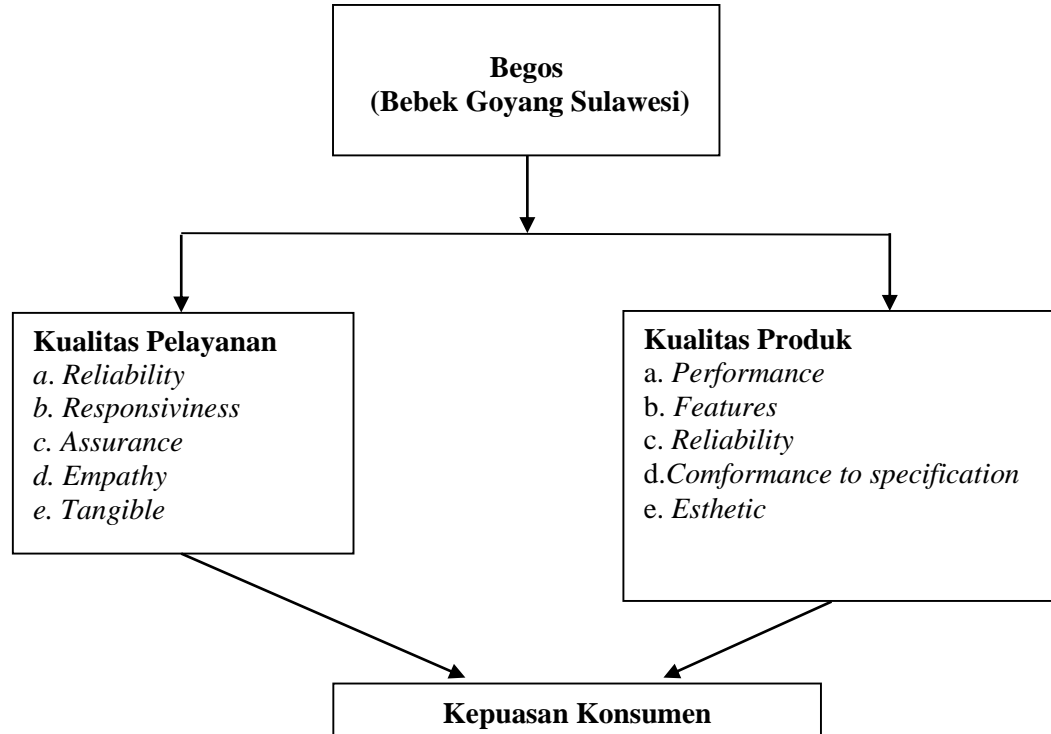 Begos
(Bebek Goyang Sulawesi)
Kualitas Pelayanan
a. Reliability
b. Responsiviness
c. Assurance
d. Empathy
e. Tangible
Kualitas Produk
a. Performance
b. Features
c. Reliability
d.Comformance to specification
e. Esthetic
Kepuasan Konsumen